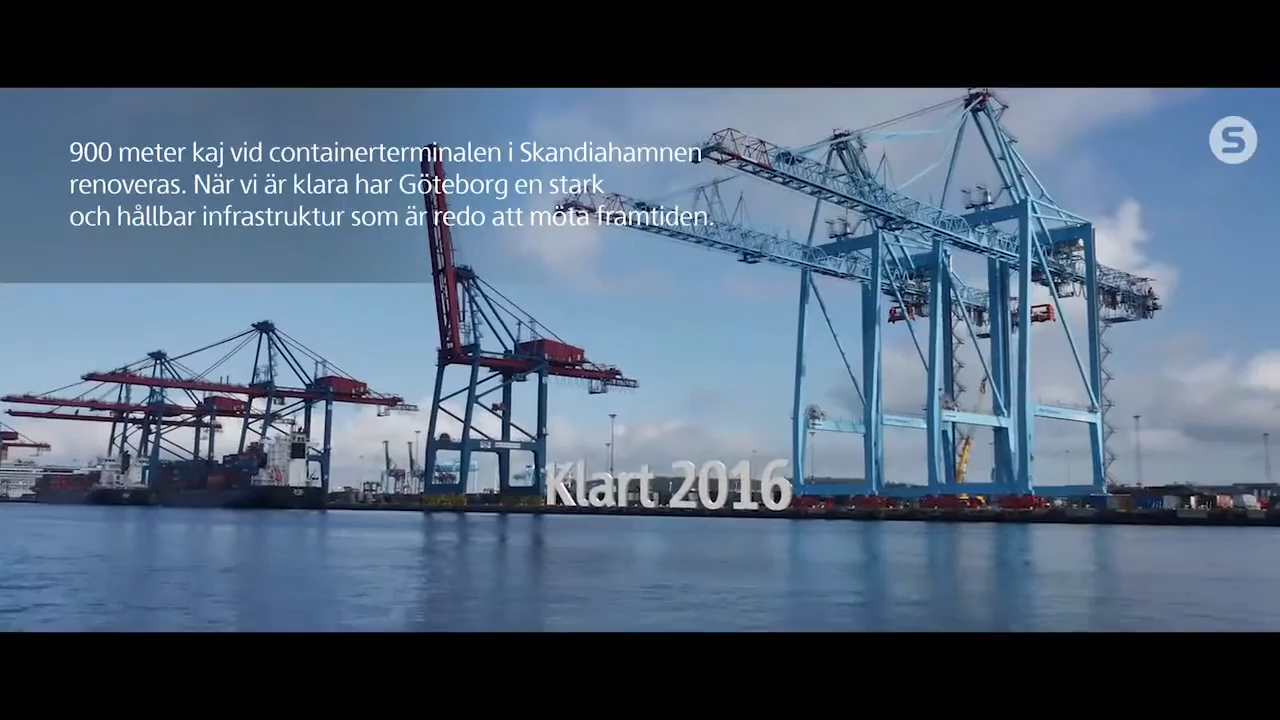 900 meter kaj vid containerterminalen i Skandiahamnen
renoveras. När vi är klara har Göteborg en stark
och hållbar infrastruktur som är redo att möta framtiden.
S
Klart 2016